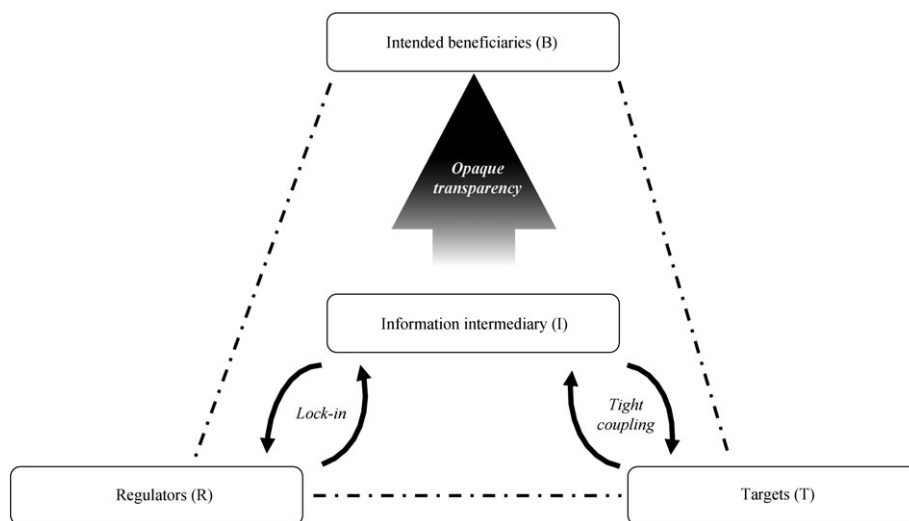 Intended beneficiaries (B)
Opaque
transparency
Information intermediary (I)
Lock-in
Tight
coupling
Regulators (R)
Targets (T)